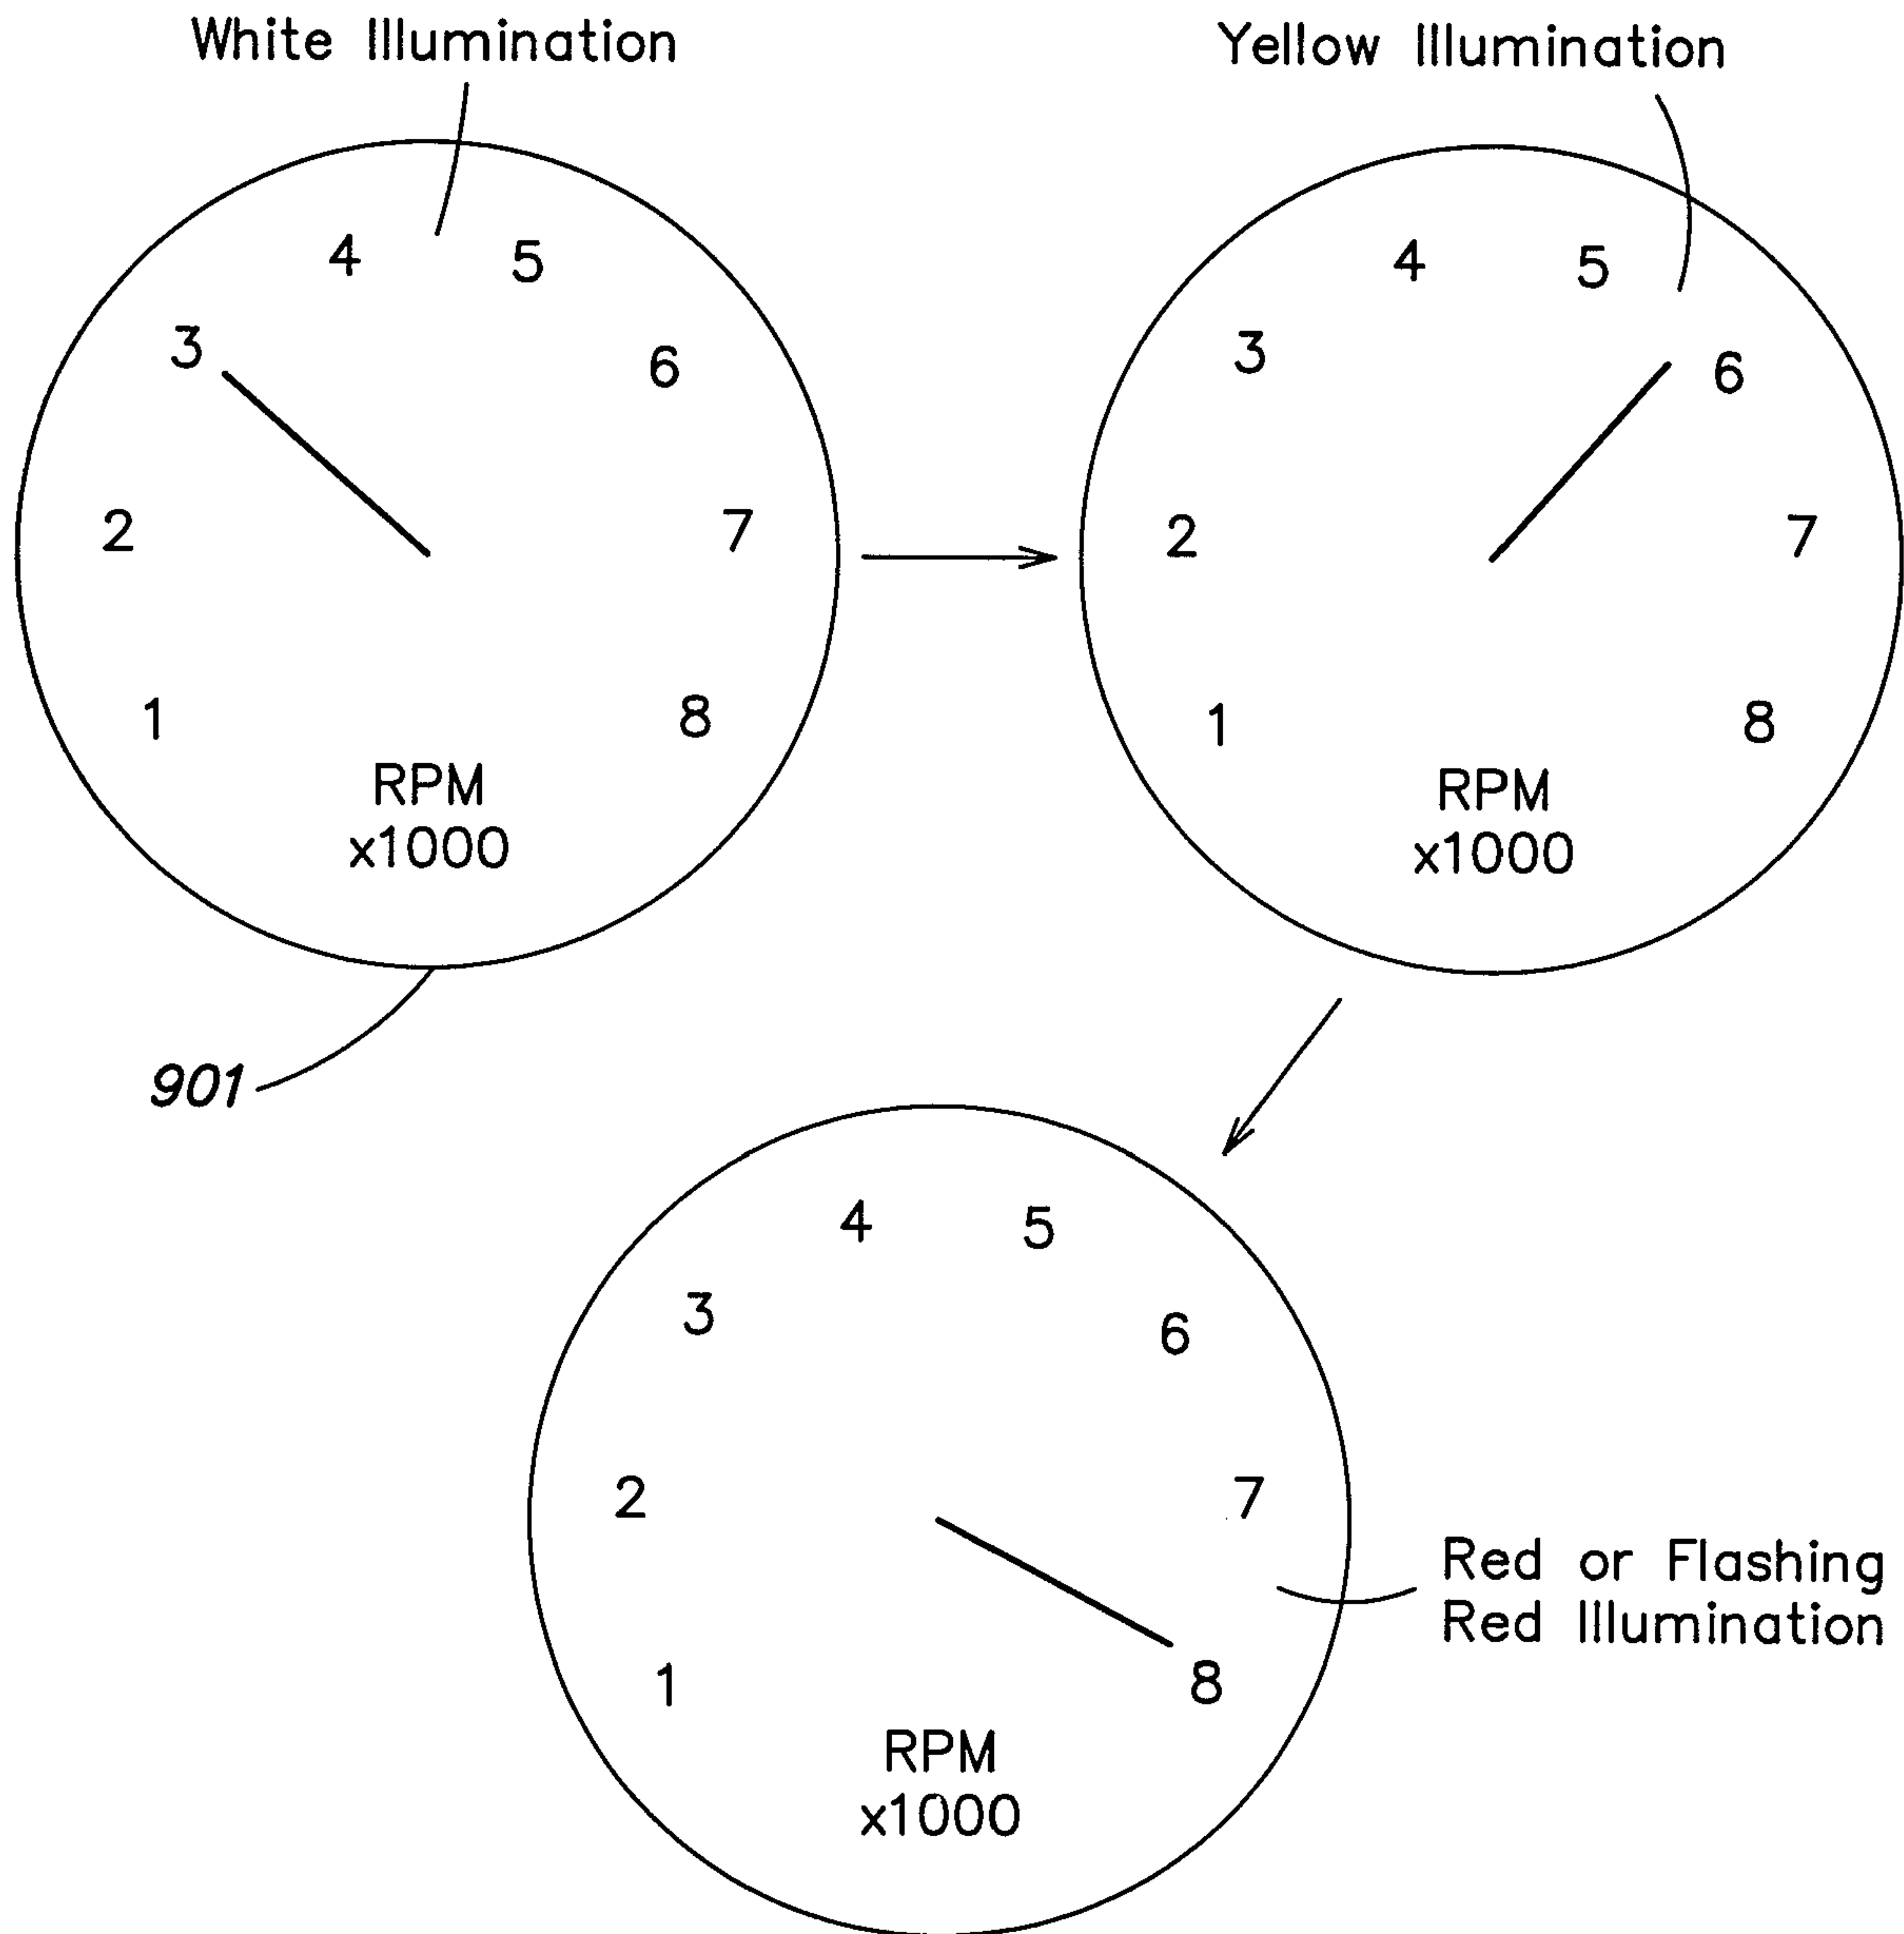 White Illumination
Yellow Illumination
4 5
3 6
2 7
1 8
RPM
x1000
4 5
3 6
2 7
1 8
RPM
x1000
901
4 5
3 6
2 7
1 8
RPM
x1000
Red or Flashing
Red Illumination